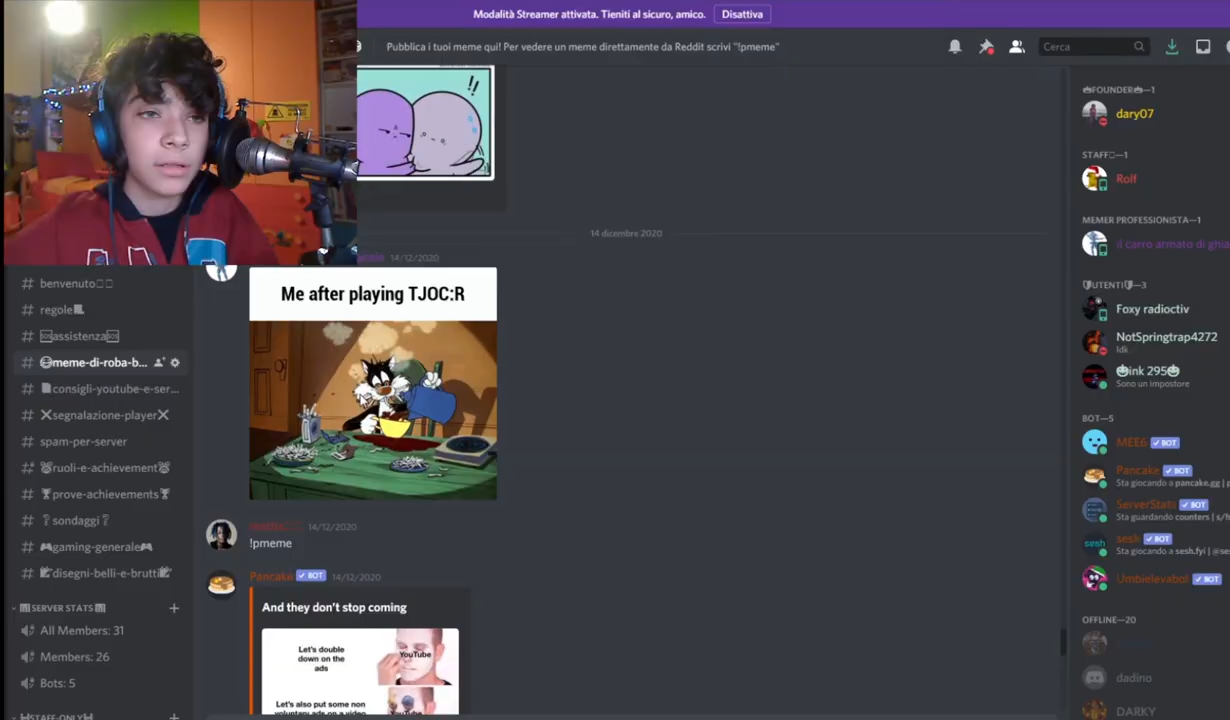 Modalità Streamer attivata. Tieniti al sicuro, amico.
Disattiva
Pubblica i tuoi meme qui! Per vedere un meme direttamente da Reddit scrivi "!pmeme"
Cerca
!!
14 dicembre 2020
14/12/2020
Me after playing TJOC:R
14/12/2020
!pmeme
Pancake BOT 14/12/2020
And they don't stop coming
Let's double
down on the
ads
YouTube
Let's also put some non
voluntary ads on a video
YouTube
# benvenuto
# regole
# SOS assistenza SOS
# meme-di-roba-b...
# consigli-youtube-e-ser...
# segnalazione-player
# spam-per-server
# ruoli-e-achievement
# prove-achievements
# sondaggi
# gaming-generale
# disegni-belli-e-brutti
SERVER STATS
All Members: 31
Members: 26
Bots: 5
STAFF-ONLY
FOUNDER—1
dary07
STAFF—1
Rolf
MEMER PROFESSIONISTA—1
il carro armato di ghia
UTENTI—3
Foxy radioctiv
NotSpringtrap4272
Idk
ink 295
Sono un impostore
BOT—5
MEE6 BOT
Pancake BOT
Sta giocando a pancake.gg | p
ServerStats BOT
Sta guardando counters | s/h
sesh BOT
Sta giocando a sesh.fyi | @se
Umbielevabol BOT
OFFLINE—20
dadino
DARKY